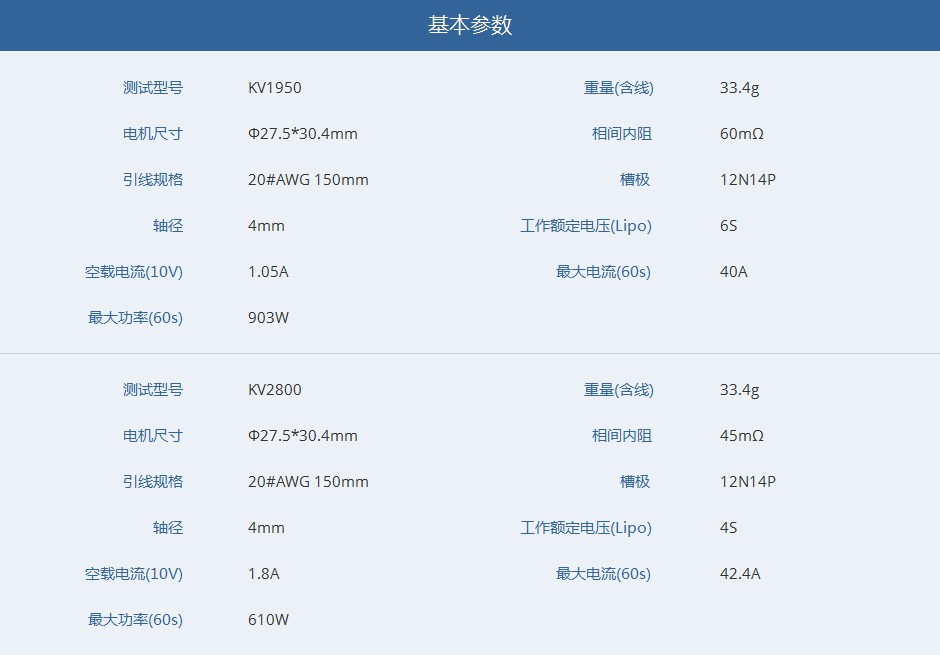 基本参数
测试型号 KV1950 重量(含线) 33.4g
电机尺寸 Φ27.5*30.4mm 相间内阻 60mΩ
引线规格 20#AWG 150mm 槽极 12N14P
轴径 4mm 工作额定电压(Lipo) 6S
空载电流(10V) 1.05A 最大电流(60s) 40A
最大功率(60s) 903W
测试型号 KV2800 重量(含线) 33.4g
电机尺寸 Φ27.5*30.4mm 相间内阻 45mΩ
引线规格 20#AWG 150mm 槽极 12N14P
轴径 4mm 工作额定电压(Lipo) 4S
空载电流(10V) 1.8A 最大电流(60s) 42.4A
最大功率(60s) 610W